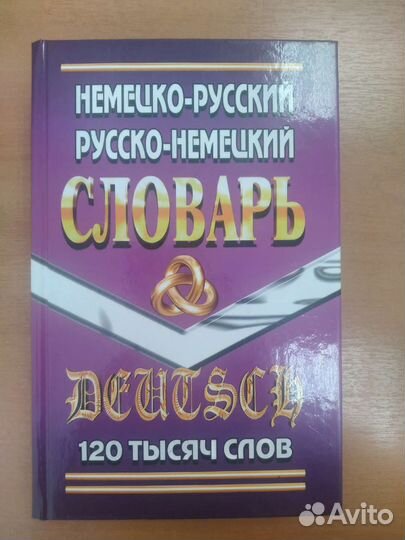 НЕМЕЦКО-РУССКИЙ
РУССКО-НЕМЕЦКИЙ
СЛОВАРЬ
DEUTSCH
120 ТЫСЯЧ СЛОВ
Avito